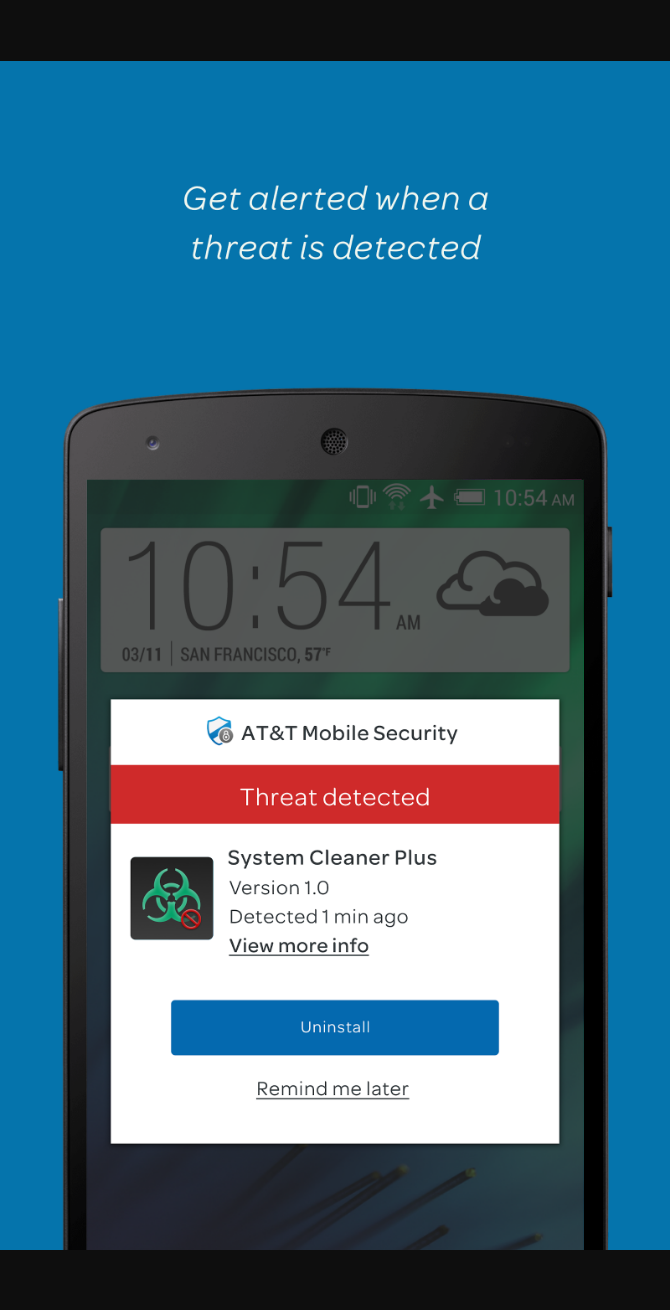 Get alerted when a
threat is detected
10:54 AM
10:54 AM
03/11 SAN FRANCISCO, 57°F
AT&T Mobile Security
Threat detected
System Cleaner Plus
Version 1.0
Detected 1 min ago
View more info
Uninstall
Remind me later